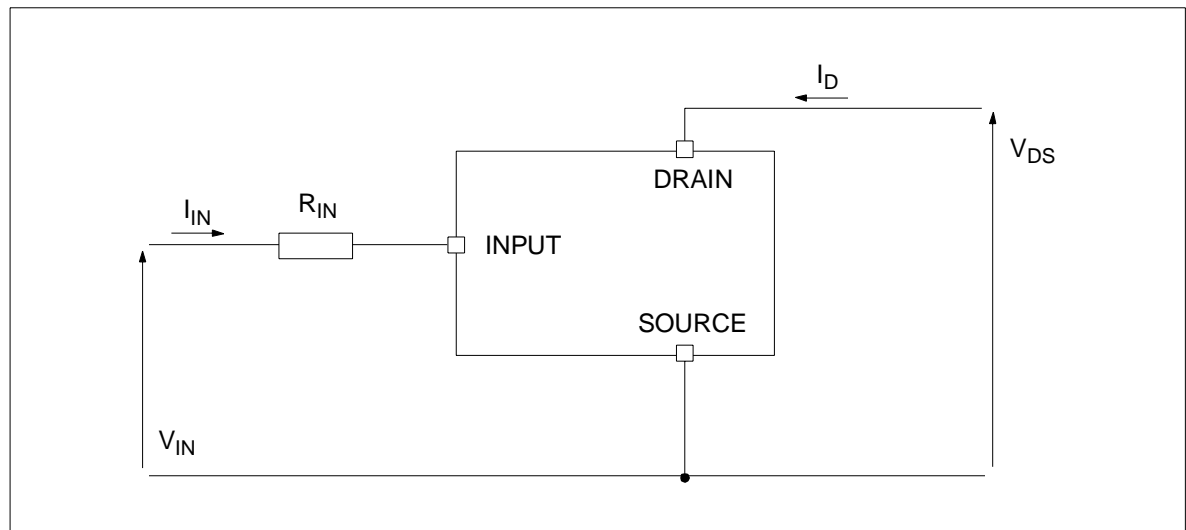 I_D
V_DS
DRAIN
I_IN
R_IN
INPUT
SOURCE
V_IN